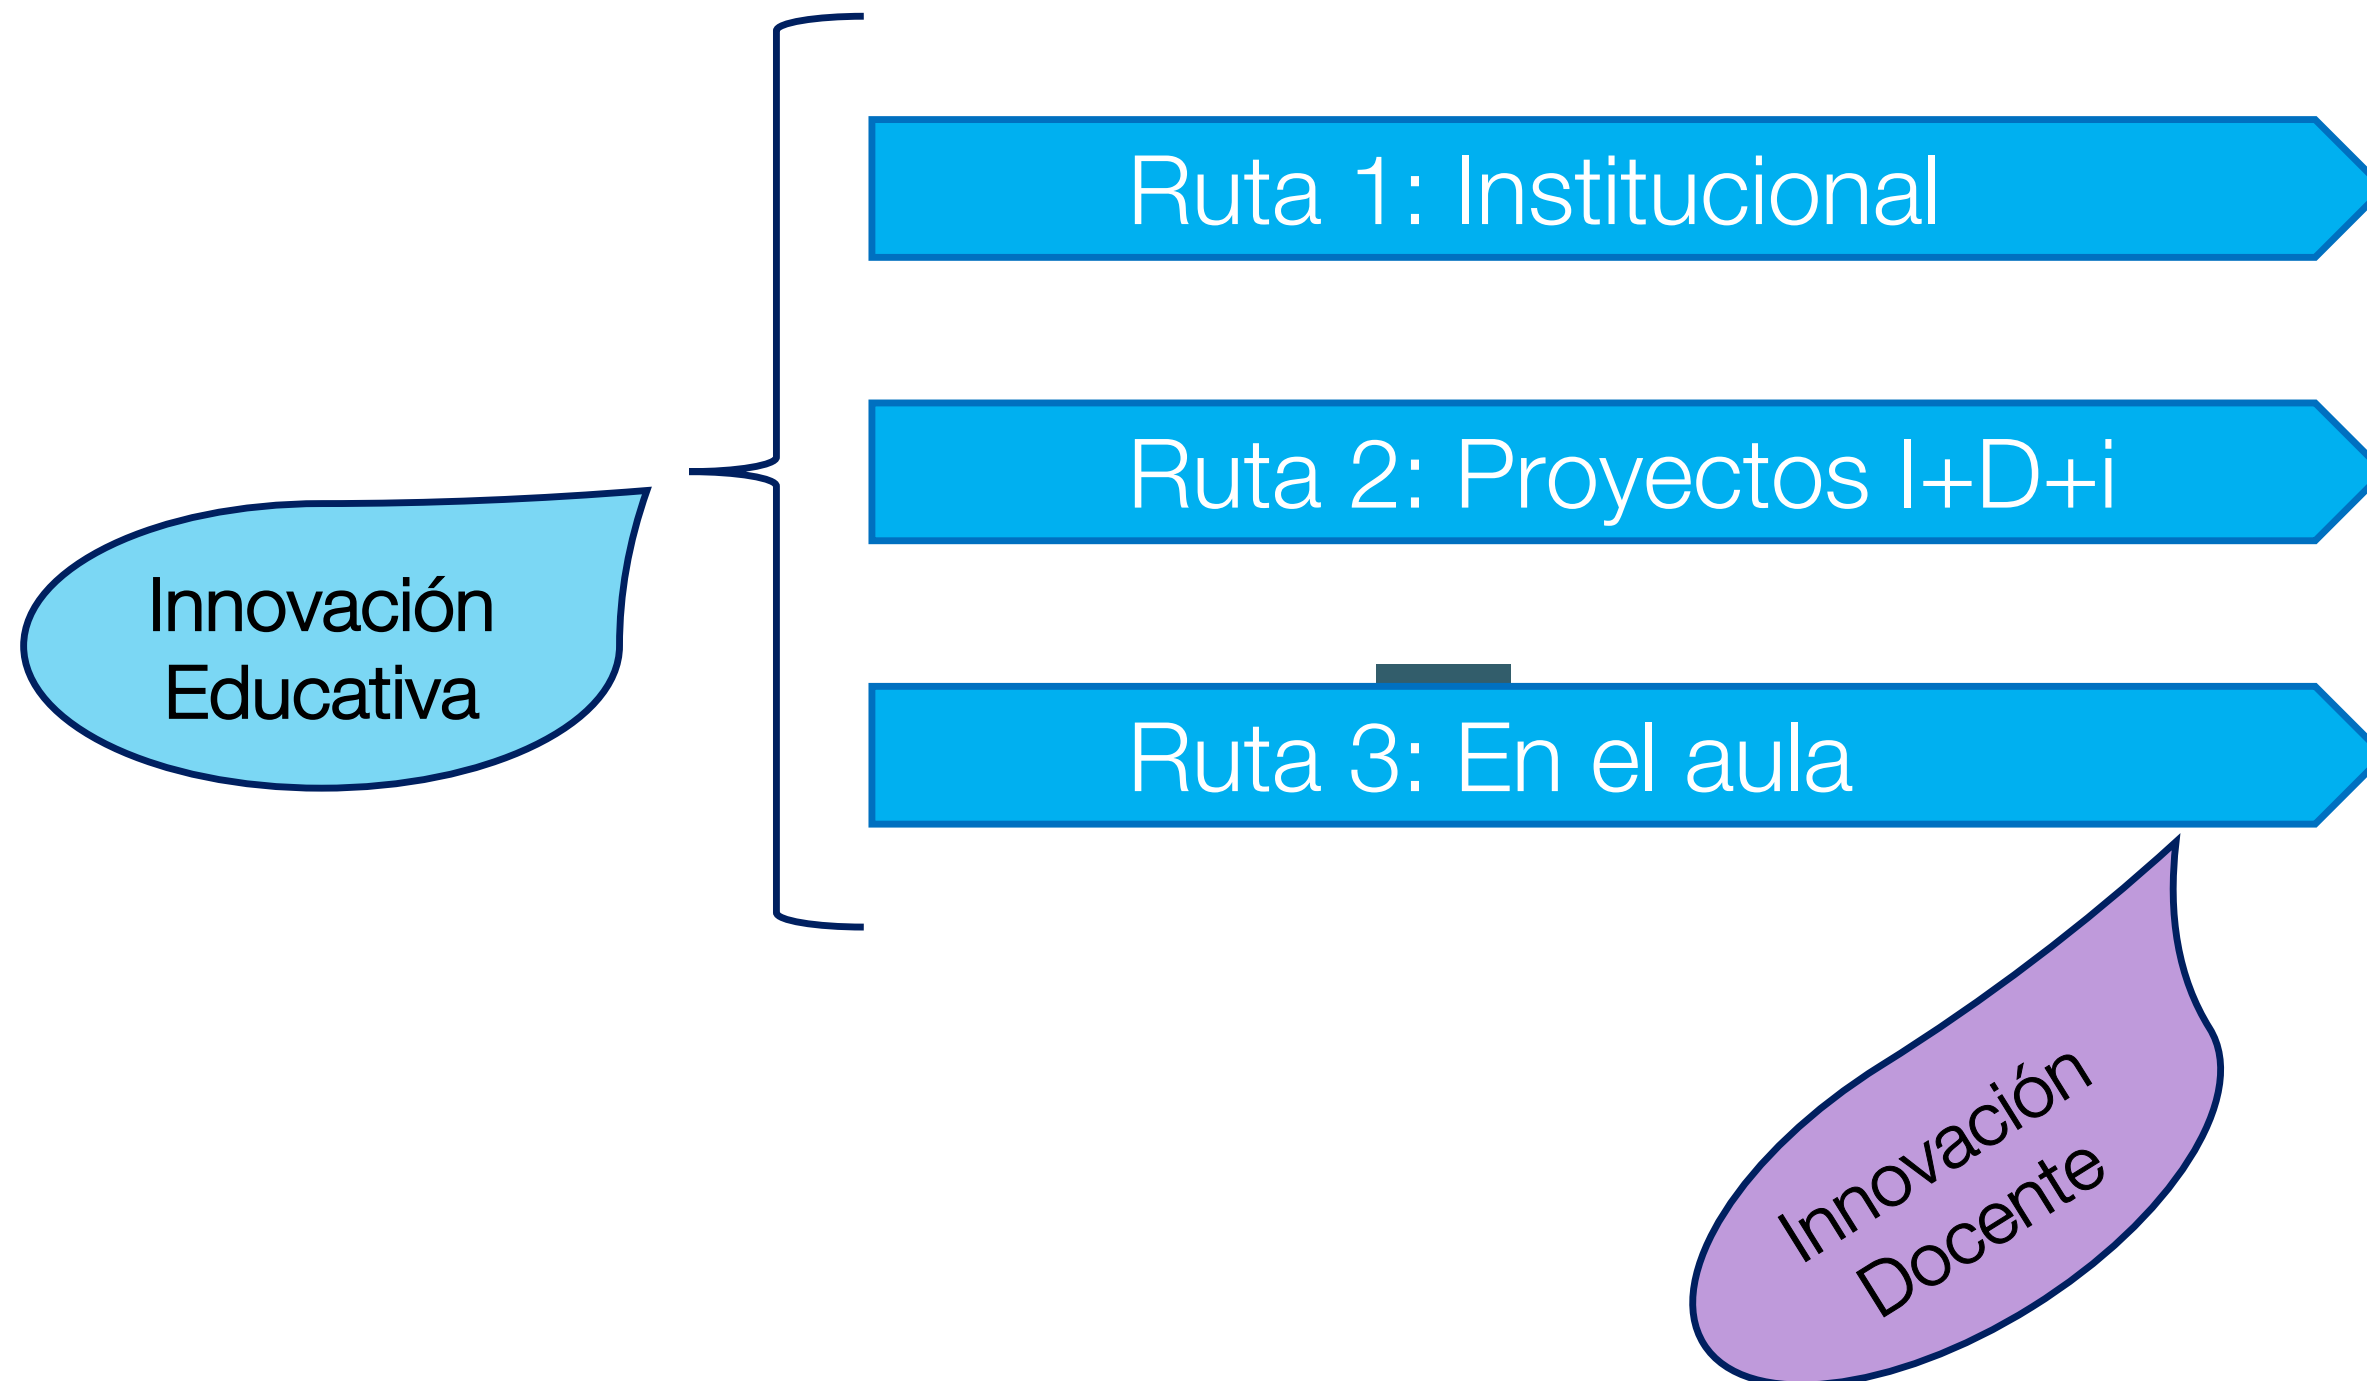 Ruta 1: Institucional
Ruta 2: Proyectos I+D+i
Innovación
Educativa
Ruta 3: En el aula
Innovación
Docente